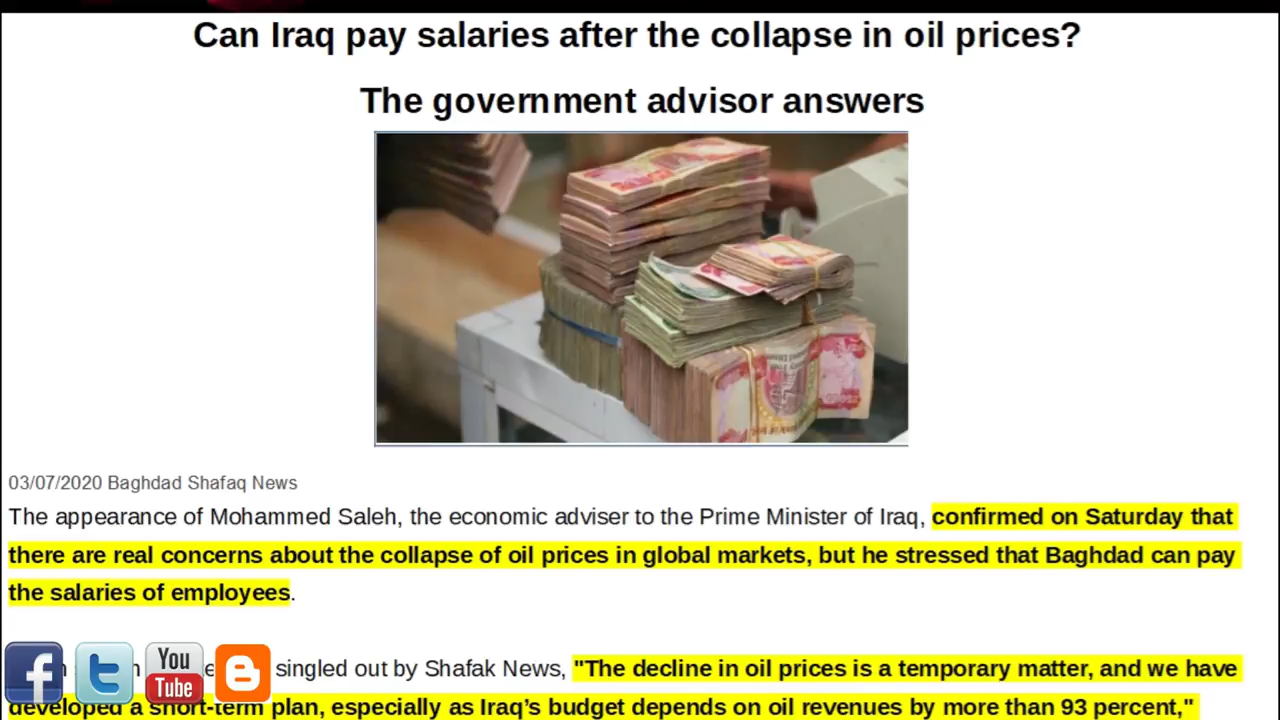 Can Iraq pay salaries after the collapse in oil prices?
The government advisor answers
03/07/2020 Baghdad Shafaq News
The appearance of Mohammed Saleh, the economic adviser to the Prime Minister of Iraq, confirmed on Saturday that
there are real concerns about the collapse of oil prices in global markets, but he stressed that Baghdad can pay
the salaries of employees.
singled out by Shafak News, "The decline in oil prices is a temporary matter, and we have
developed a short-term plan, especially as Iraq's budget depends on oil revenues by more than 93 percent,"
You
Tube